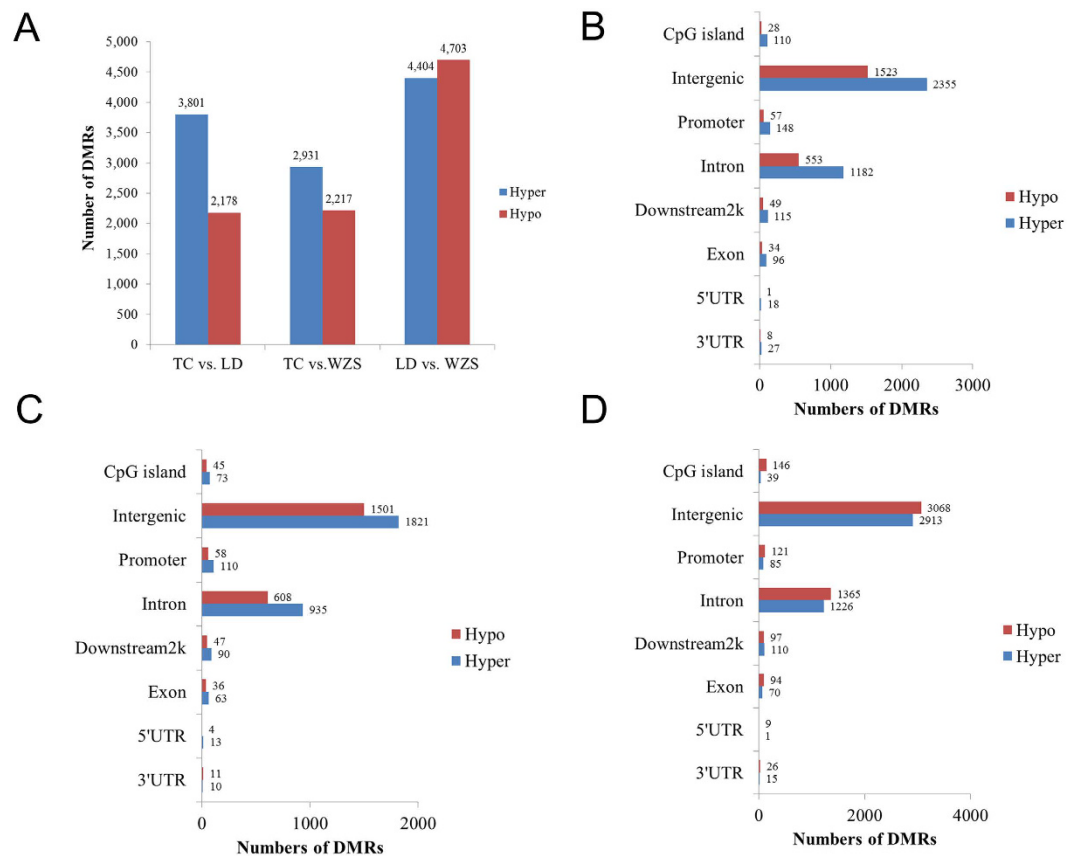 A
Number of DMRs
5,000
4,500
4,000
3,500
3,000
2,500
2,000
1,500
1,000
500
0
3,801
2,178
2,931
2,217
4,404
4,703
TC vs. LD
TC vs.WZS
LD vs. WZS
Hyper
Hypo
B
CpG island
28
110
Intergenic
1523
2355
Promoter
57
148
Intron
553
1182
Downstream2k
49
115
Exon
34
96
5'UTR
1
18
3'UTR
8
27
0 1000 2000 3000
Numbers of DMRs
Hypo
Hyper
C
CpG island
45
73
Intergenic
1501
1821
Promoter
58
110
Intron
608
935
Downstream2k
47
90
Exon
36
63
5'UTR
4
13
3'UTR
11
10
0 1000 2000
Numbers of DMRs
Hypo
Hyper
D
CpG island
146
39
Intergenic
3068
2913
Promoter
121
85
Intron
1365
1226
Downstream2k
97
110
Exon
94
70
5'UTR
9
1
3'UTR
26
15
0 2000 4000
Numbers of DMRs
Hypo
Hyper